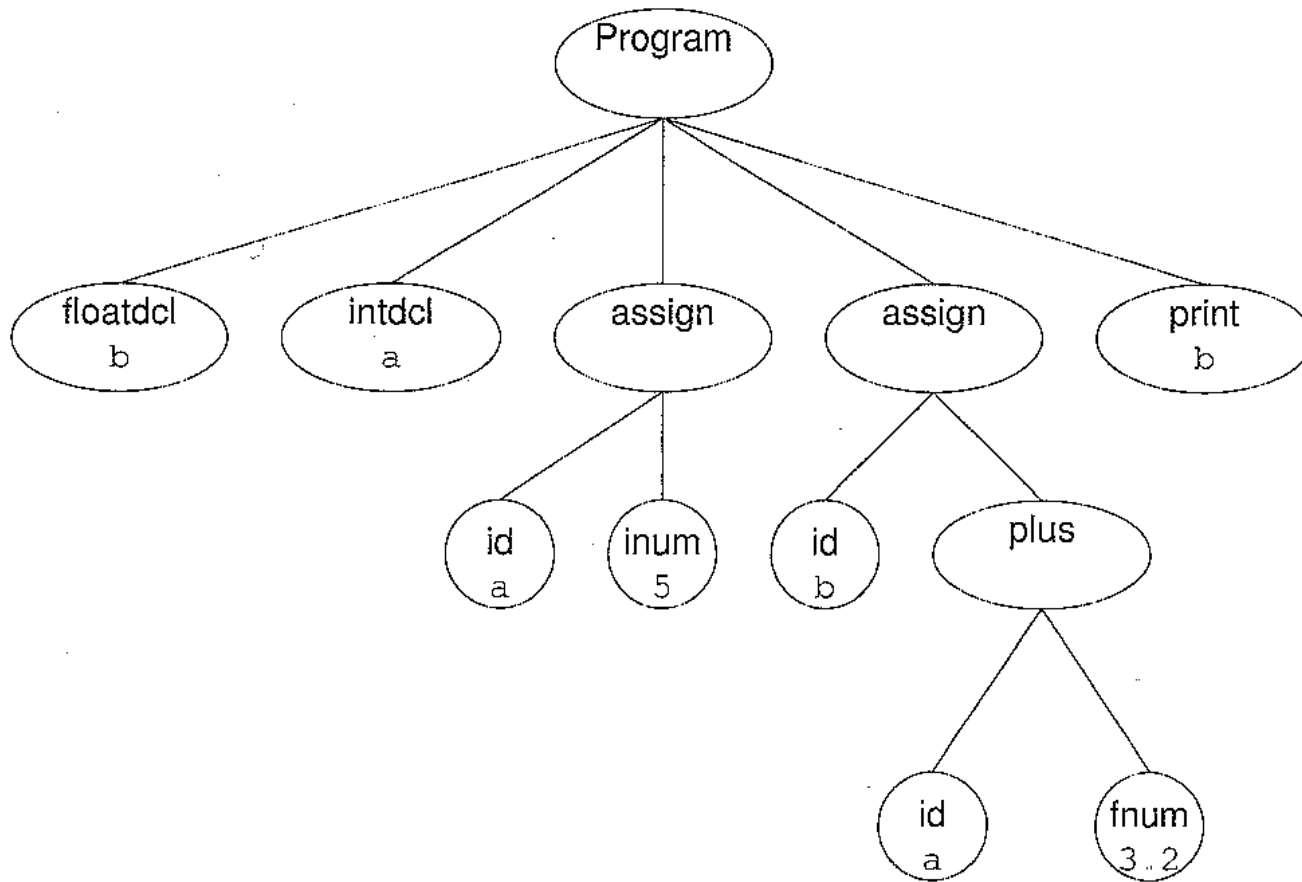 Program
floatdcl
b
intdcl
a
assign
assign
print
b
id
a
inum
5
id
b
plus
id
a
fnum
3.2